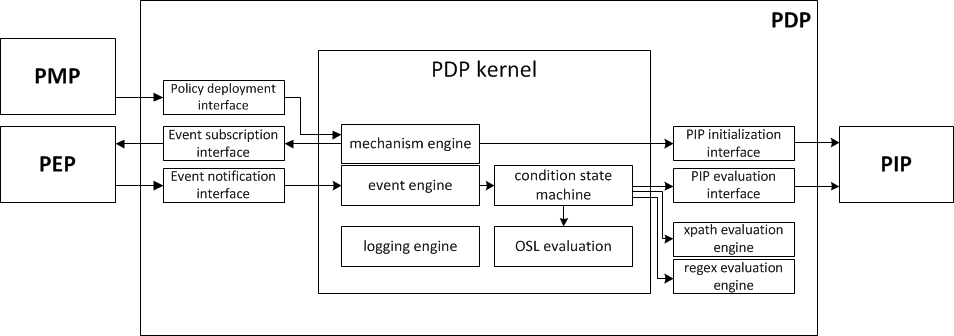 PDP
PMP
PEP
Policy deployment
interface
Event subscription
interface
Event notification
interface
PDP kernel
mechanism engine
event engine
condition state
machine
logging engine
OSL evaluation
PIP initialization
interface
PIP evaluation
interface
xpath evaluation
engine
regex evaluation
engine
PIP